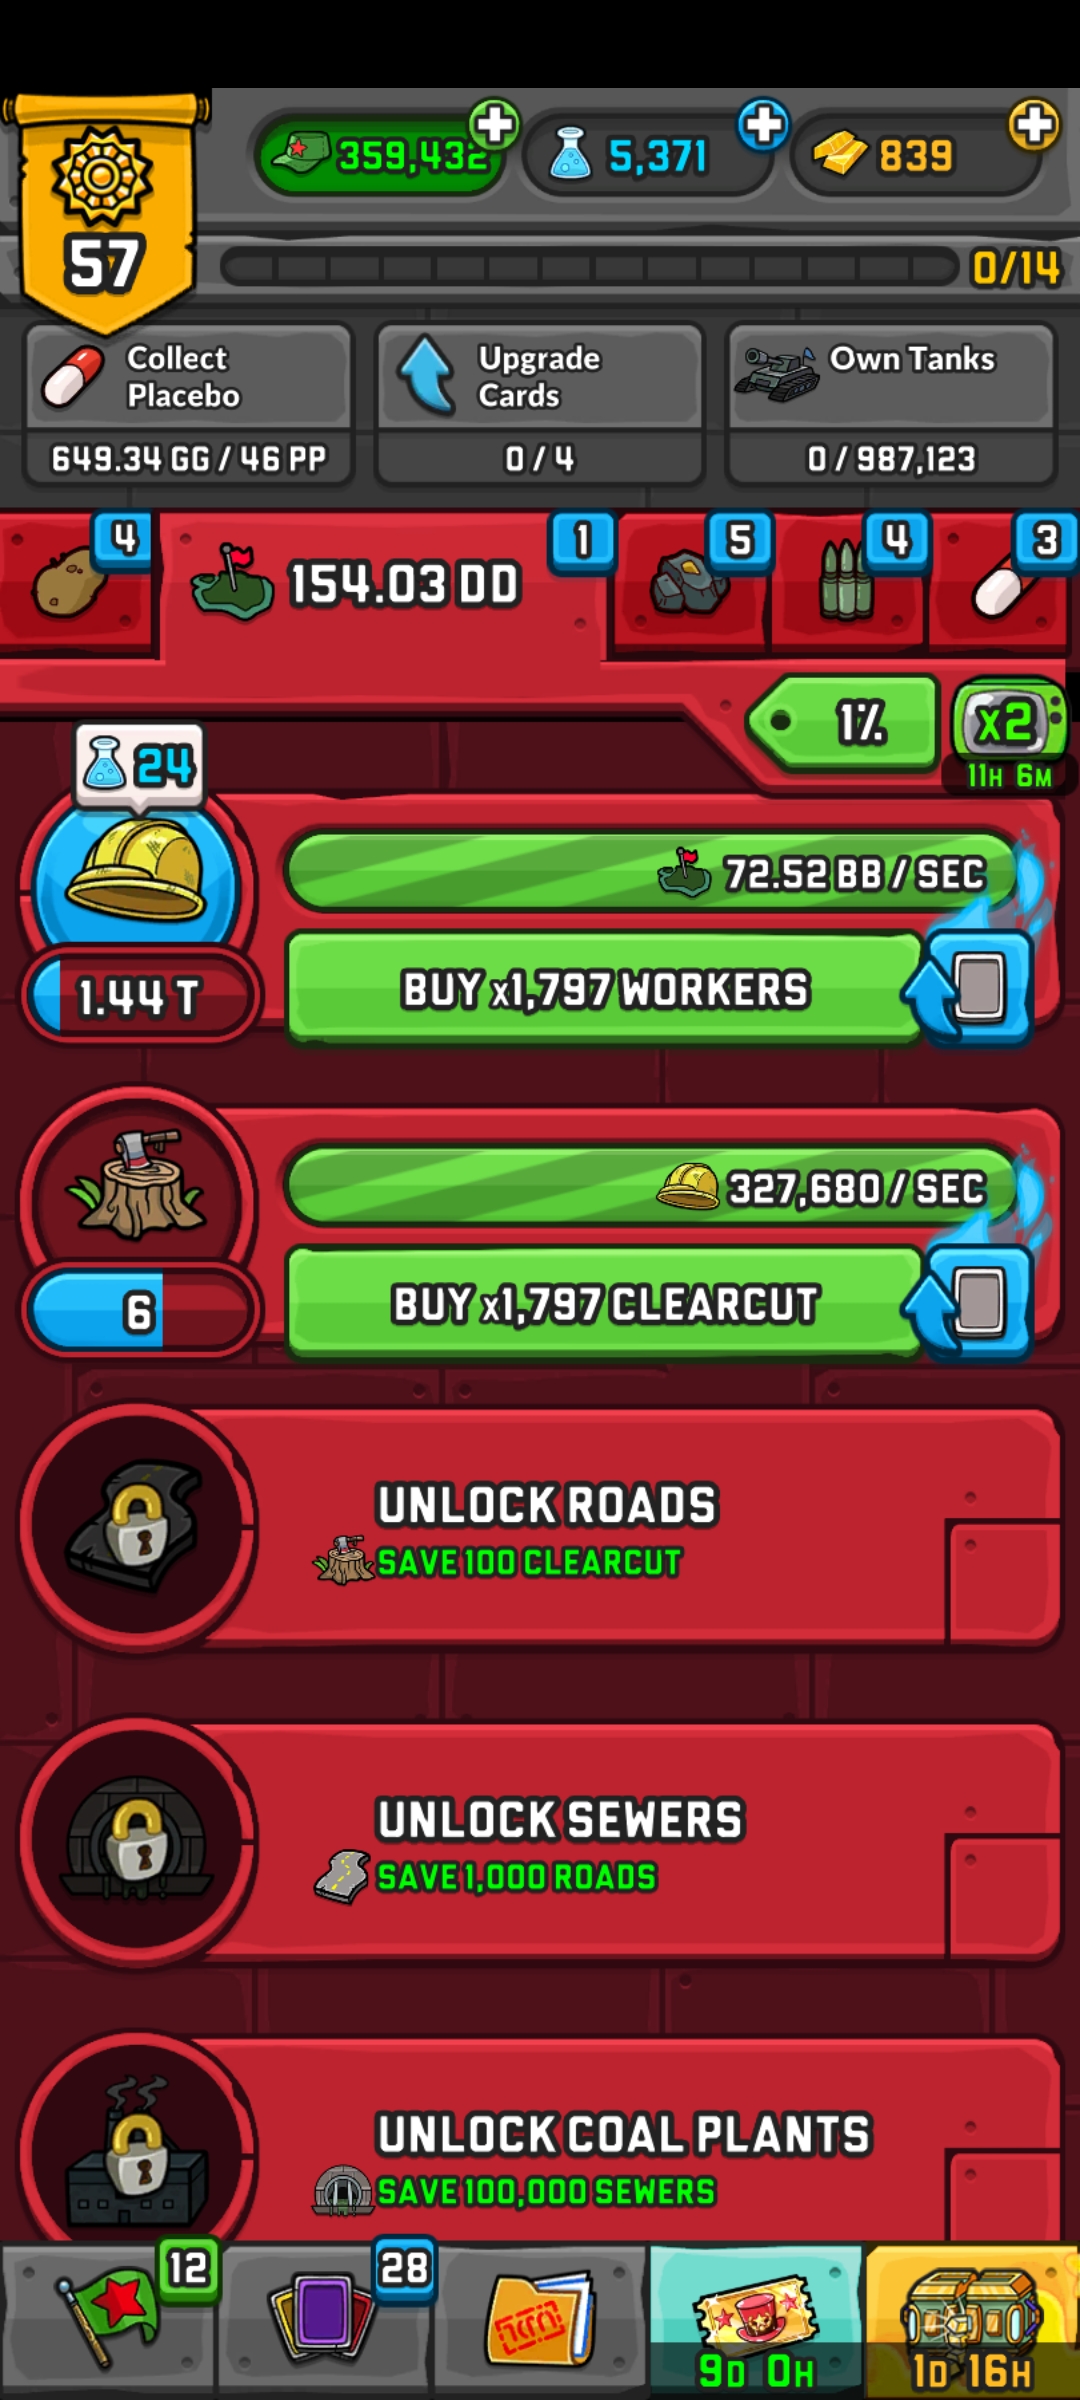 359,432
5,371
839
57
0/14
Collect
Placebo
649.34 GG / 46 PP
Upgrade
Cards
0 / 4
Own Tanks
0 / 987,123
4
154.03 DD
1
5
4
3
1%
x2
11H 6M
24
72.52 BB / SEC
1.44 T
BUY x1,797 WORKERS
327,680 / SEC
6
BUY x1,797 CLEARCUT
UNLOCK ROADS
SAVE 100 CLEARCUT
UNLOCK SEWERS
SAVE 1,000 ROADS
UNLOCK COAL PLANTS
SAVE 100,000 SEWERS
12
28
9D 0H
1D 16H